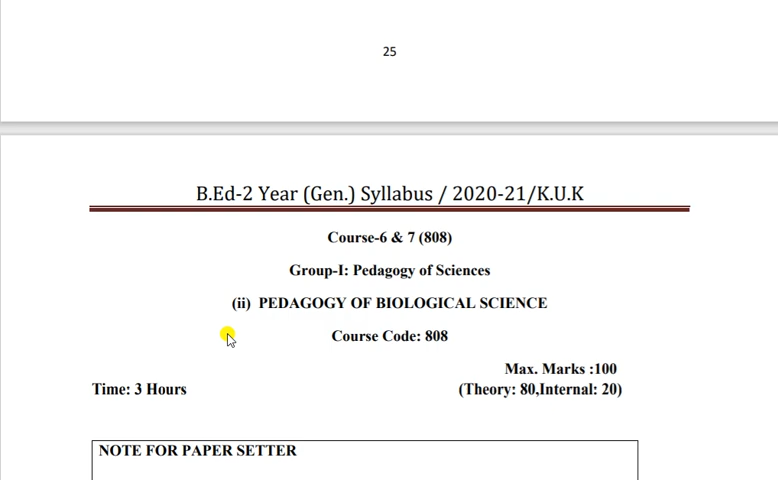 25
B.Ed-2 Year (Gen.) Syllabus / 2020-21/K.U.K
Course-6 & 7 (808)
Group-I: Pedagogy of Sciences
(ii) PEDAGOGY OF BIOLOGICAL SCIENCE
Course Code: 808
Max. Marks :100
Time: 3 Hours (Theory: 80,Internal: 20)
NOTE FOR PAPER SETTER